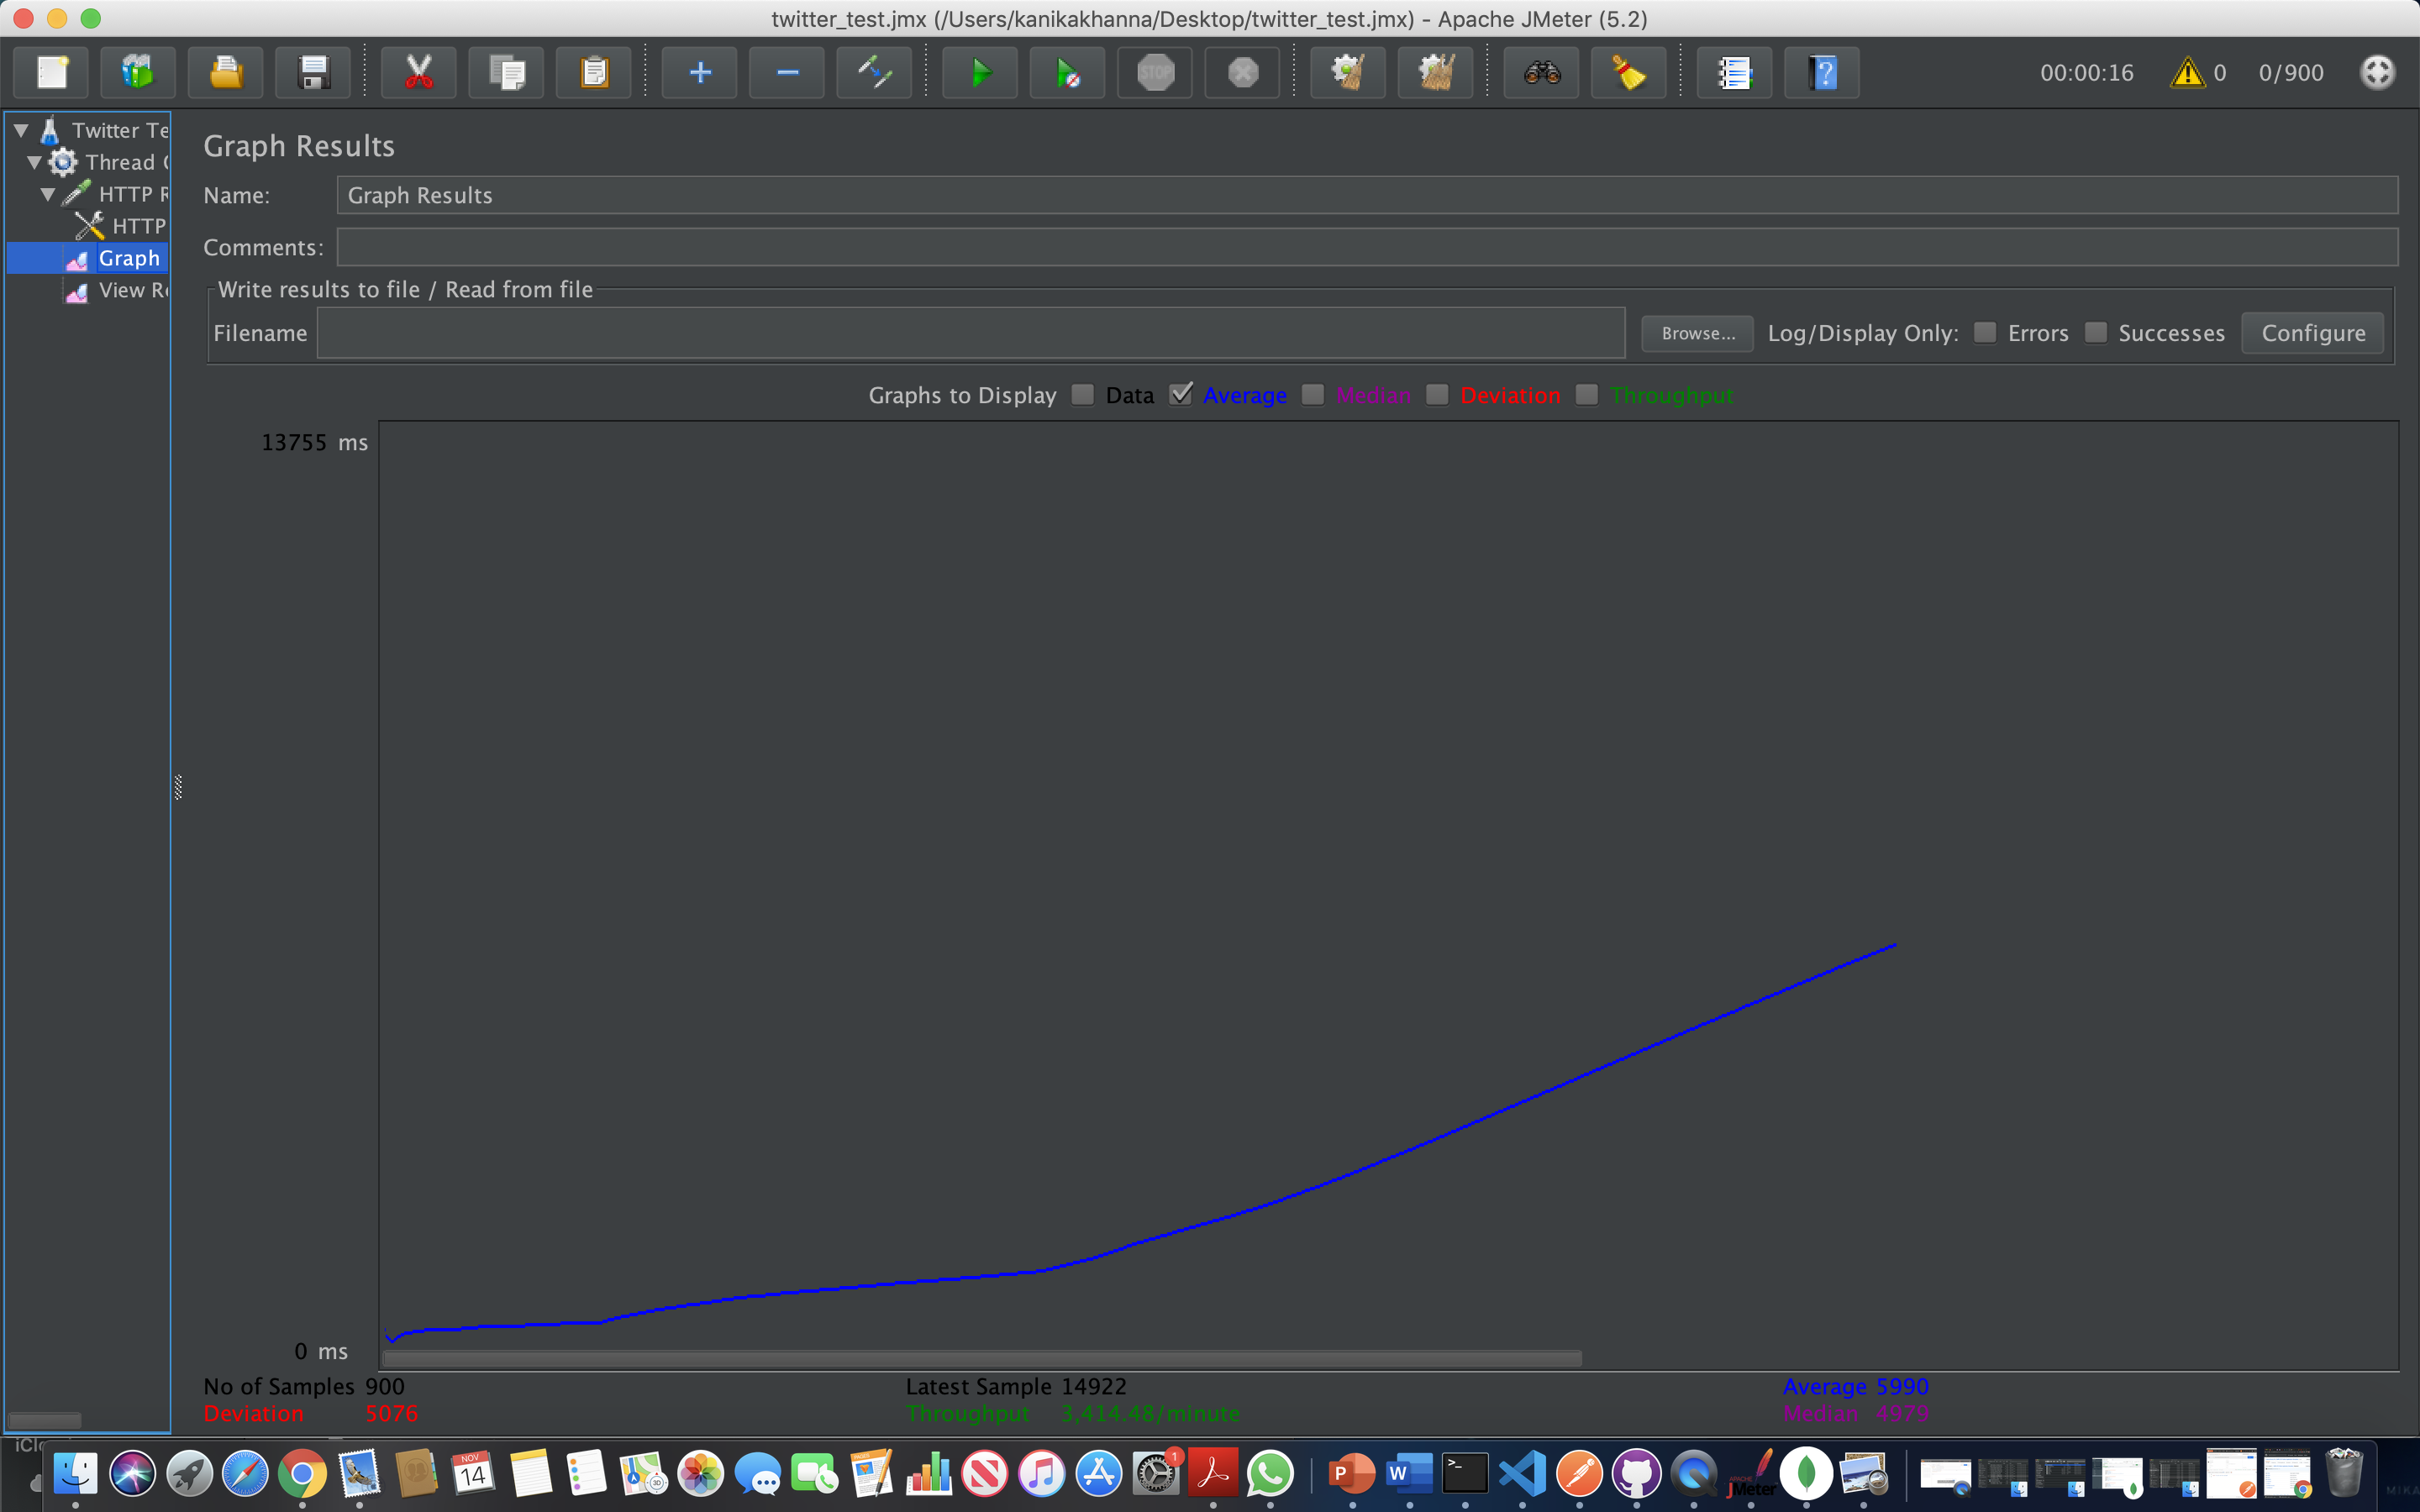 twitter_test.jmx (/Users/kanikakhanna/Desktop/twitter_test.jmx) - Apache JMeter (5.2)
STOP
00:00:16 0 0/900
Twitter Te
Thread
HTTP R
HTTP
Graph
View Re
Graph Results
Name: Graph Results
Comments:
Write results to file / Read from file
Filename Browse... Log/Display Only: Errors Successes Configure
Graphs to Display Data Average Median Deviation Throughput
13755 ms
0 ms
No of Samples 900 Latest Sample 14922 Average 5990
Deviation 5076 Throughput 3,414.48/minute Median 4979
NOV
14
1
JMeter